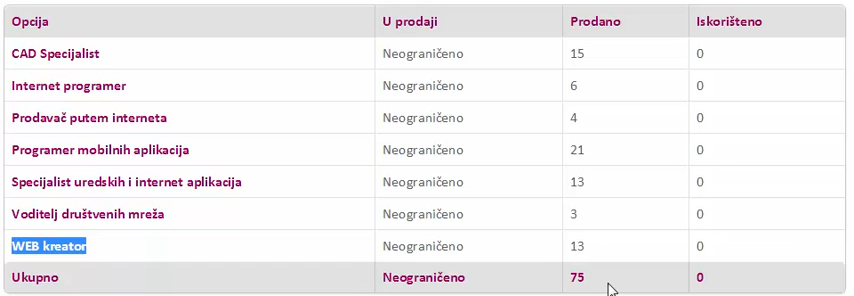 Opcija U prodaji Prodano Iskorišteno
CAD Specijalist Neograničeno 15 0
Internet programer Neograničeno 6 0
Prodavač putem interneta Neograničeno 4 0
Programer mobilnih aplikacija Neograničeno 21 0
Specijalist uredskih i internet aplikacija Neograničeno 13 0
Voditelj društvenih mreža Neograničeno 3 0
WEB kreator Neograničeno 13 0
Ukupno Neograničeno 75 0